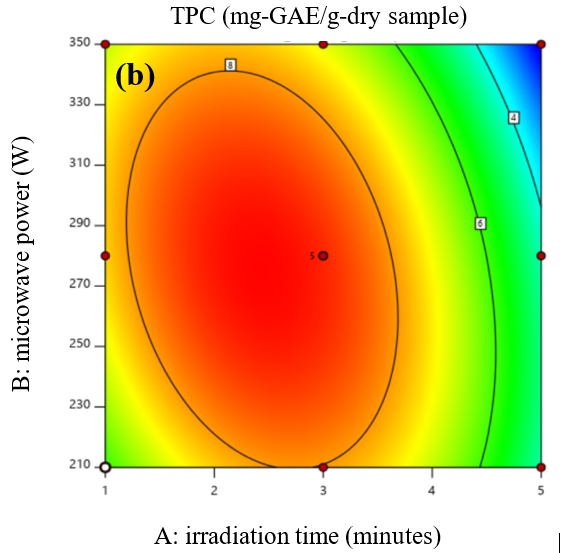 TPC (mg-GAE/g-dry sample)
350
(b)
8
330
4
310
6
290
5
270
250
230
210
1 2 3 4 5
B: microwave power (W)
A: irradiation time (minutes)